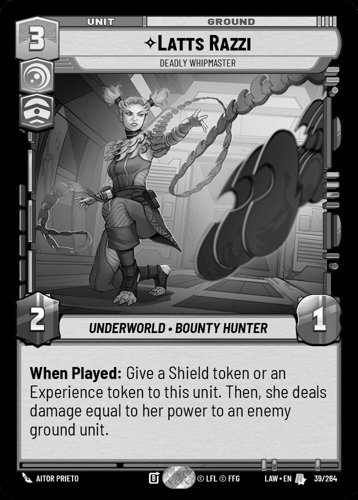 UNIT
GROUND
3
✧LATTS RAZZI
DEADLY WHIPMASTER
2
1
UNDERWORLD • BOUNTY HUNTER
When Played: Give a Shield token or an
Experience token to this unit. Then, she deals
damage equal to her power to an enemy
ground unit.
AITOR PRIETO
© LFL © FFG
LAW • EN
39/264